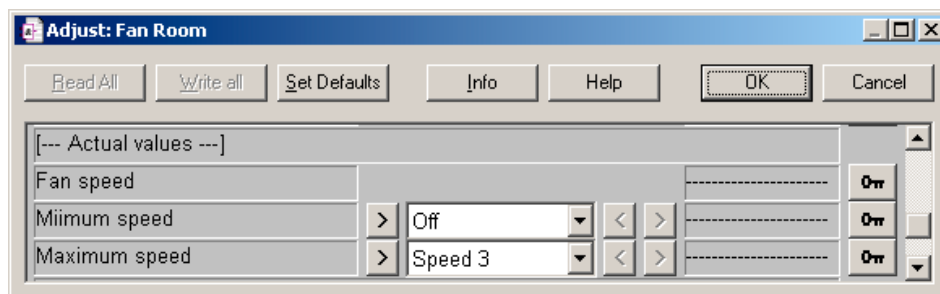 Adjust: Fan Room
Read All Write all Set Defaults Info Help OK Cancel
[--- Actual values ---]
Fan speed ---------------------
Miimum speed > Off < > ---------------------
Maximum speed > Speed 3 < > ---------------------